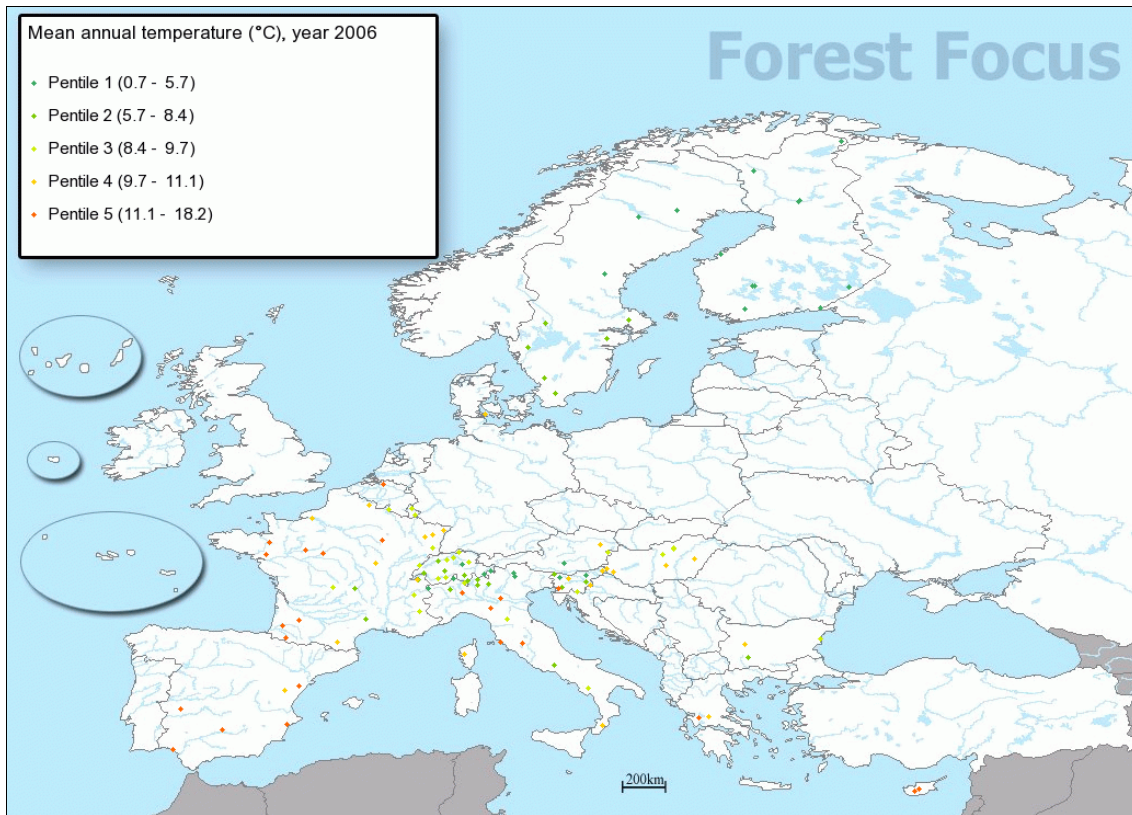 Mean annual temperature (°C), year 2006
Forest Focus
Pentile 1 (0.7 - 5.7)
Pentile 2 (5.7 - 8.4)
Pentile 3 (8.4 - 9.7)
Pentile 4 (9.7 - 11.1)
Pentile 5 (11.1 - 18.2)
200km